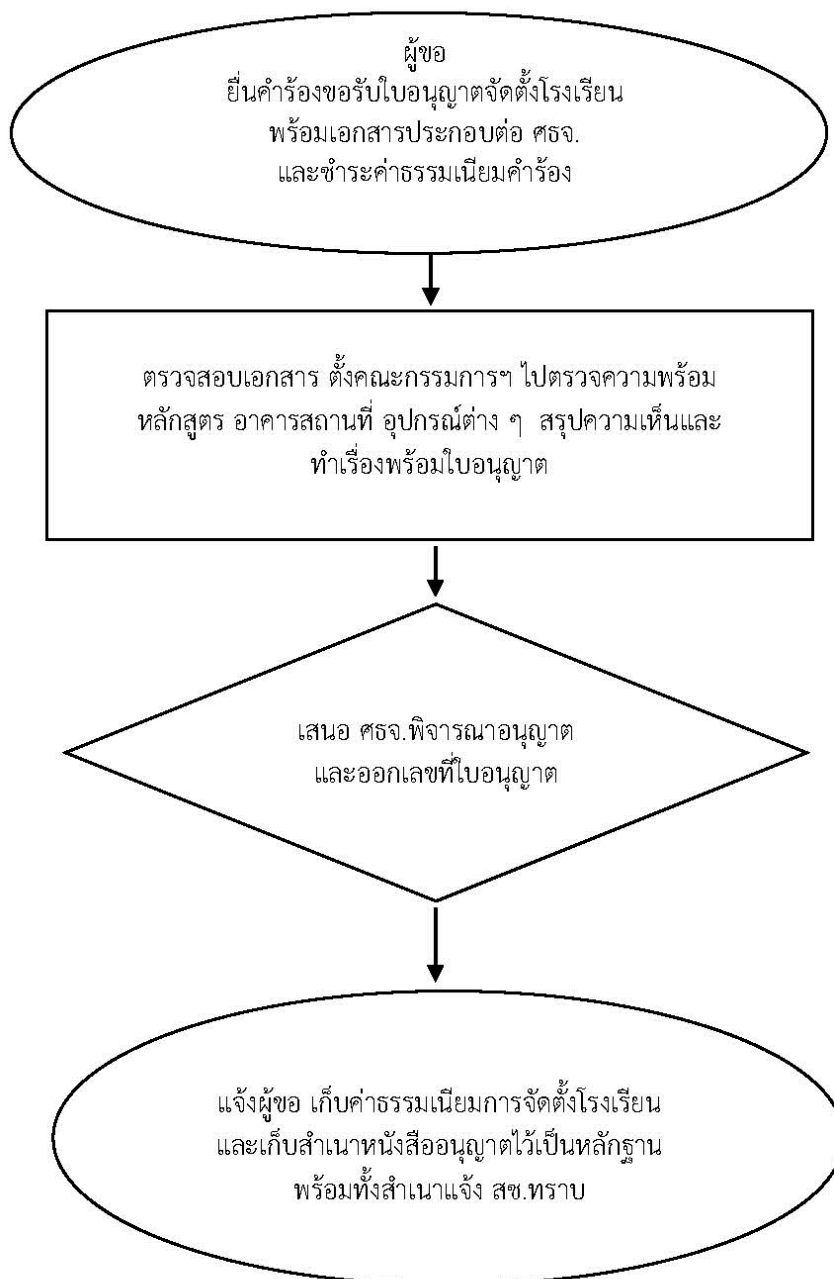 ผู้ขอ
ยื่นคำร้องขอรับใบอนุญาตจัดตั้งโรงเรียน
พร้อมเอกสารประกอบต่อ ศธจ.
และชำระค่าธรรมเนียมคำร้อง
ตรวจสอบเอกสาร ตั้งคณะกรรมการฯ ไปตรวจความพร้อม
หลักสูตร อาคารสถานที่ อุปกรณ์ต่าง ๆ  สรุปความเห็นและ
ทำเรื่องพร้อมใบอนุญาต
เสนอ ศธจ.พิจารณาอนุญาต
และออกเลขที่ใบอนุญาต
แจ้งผู้ขอ เก็บค่าธรรมเนียมการจัดตั้งโรงเรียน
และเก็บสำเนาหนังสืออนุญาตไว้เป็นหลักฐาน
พร้อมทั้งสำเนาแจ้ง สช.ทราบ